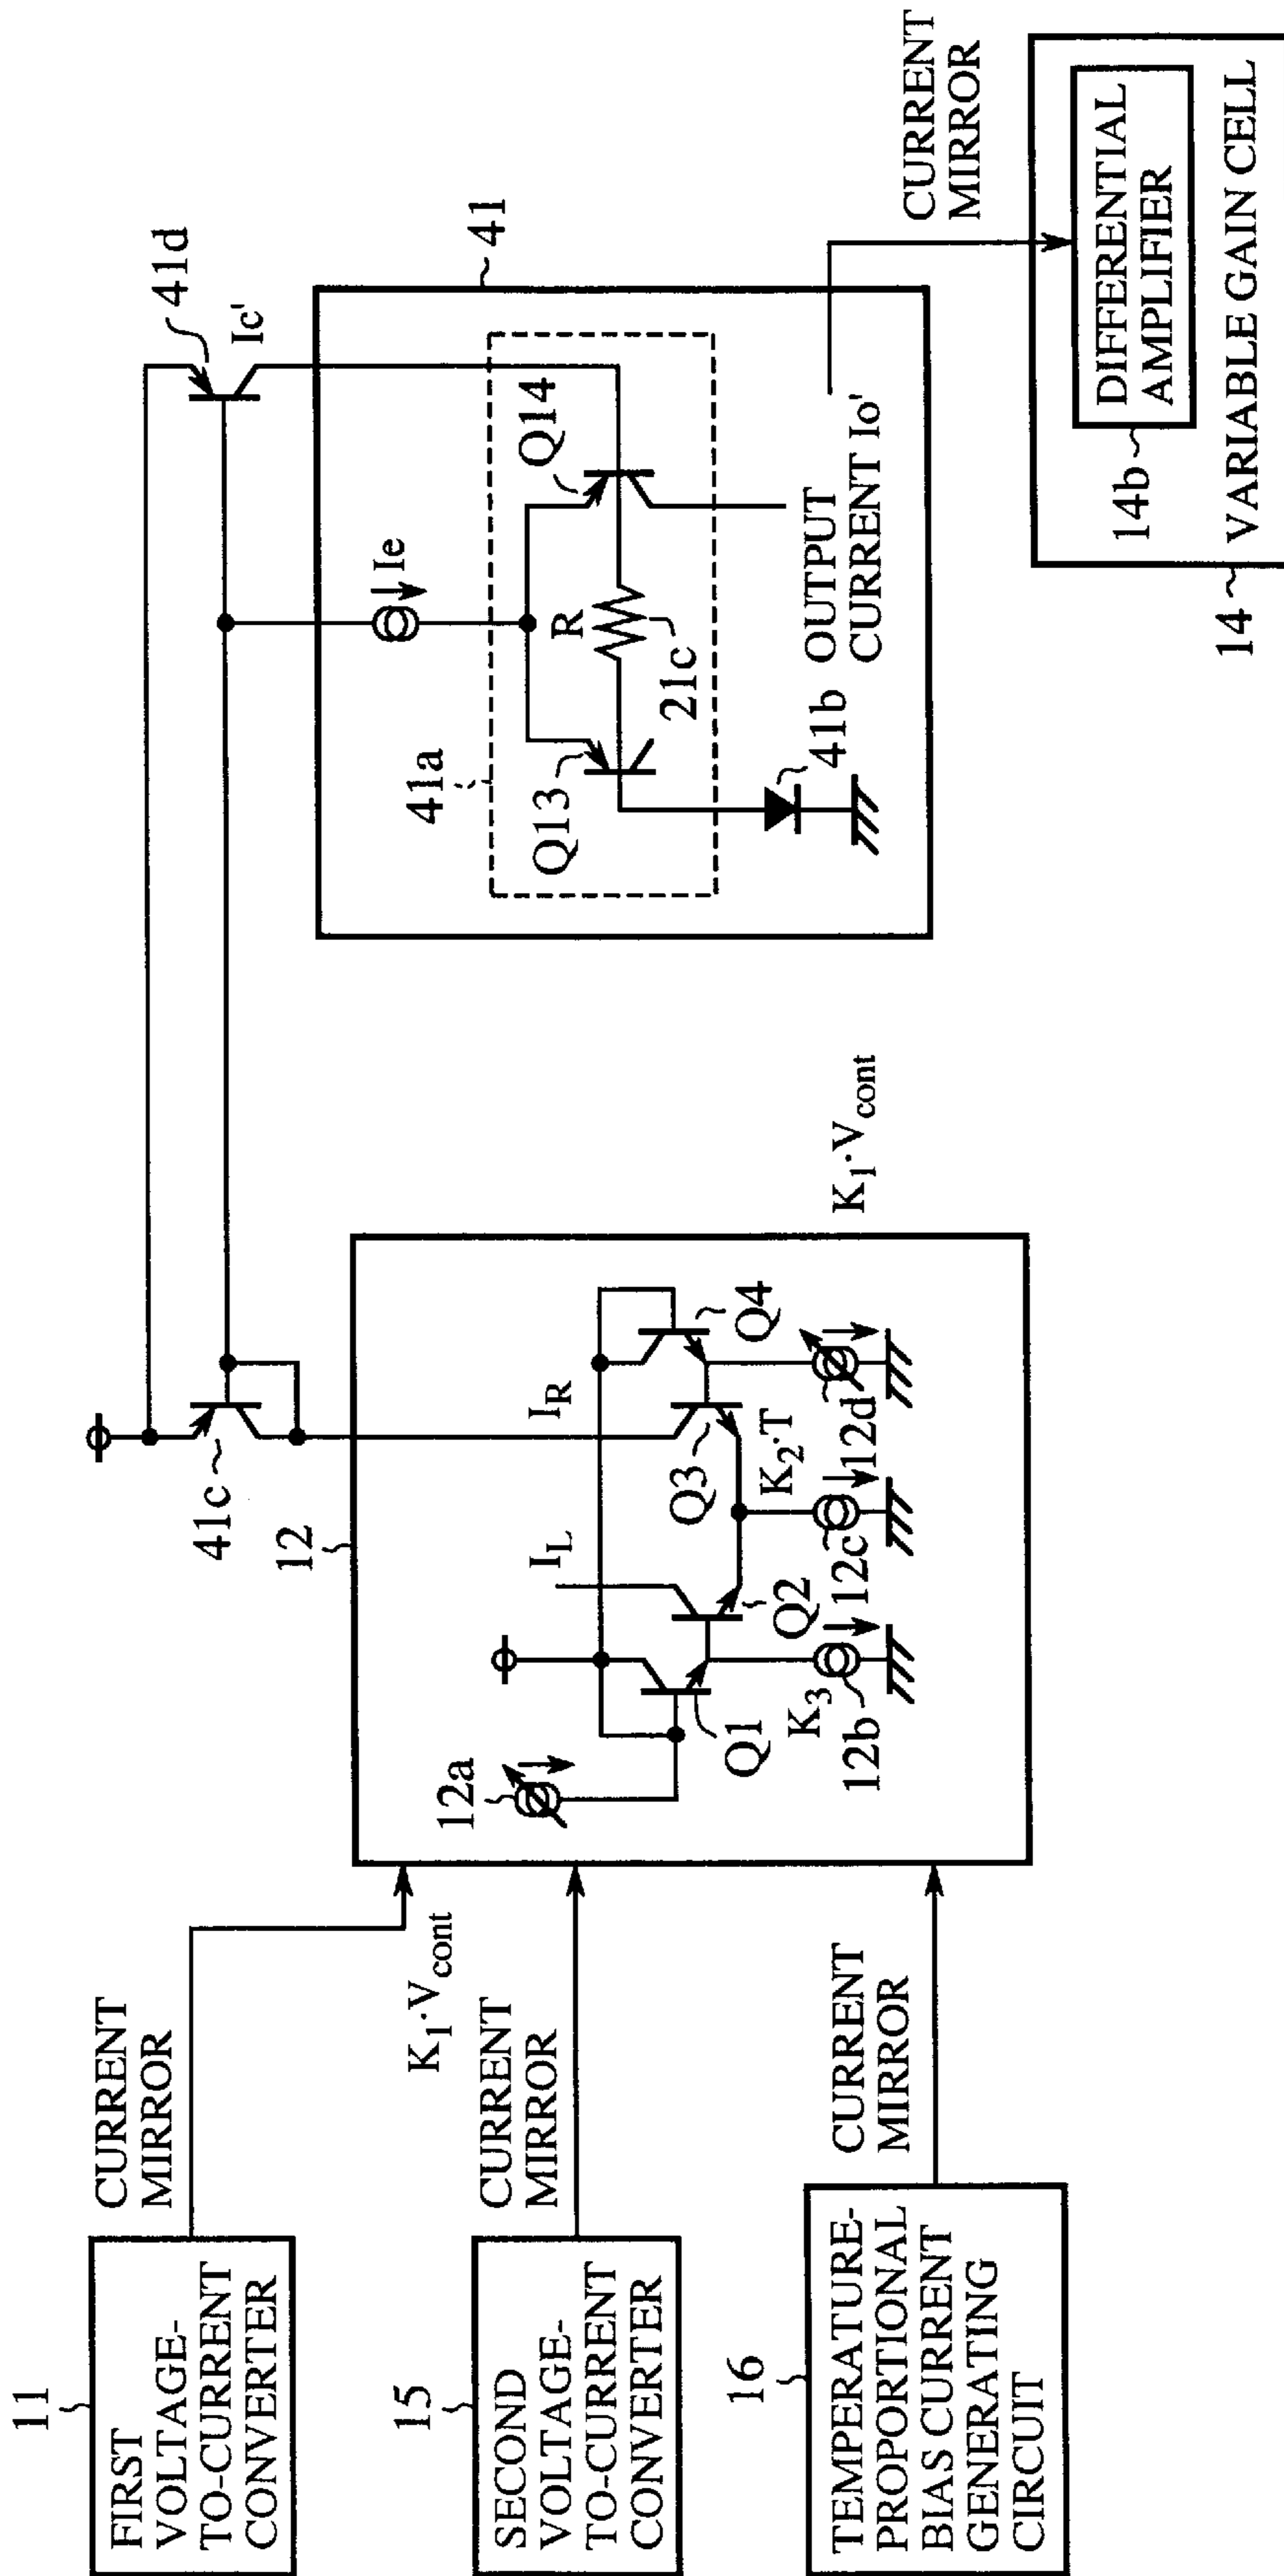 11
FIRST
VOLTAGE-
TO-CURRENT
CONVERTER
CURRENT
MIRROR
15
SECOND
VOLTAGE-
TO-CURRENT
CONVERTER
K1·Vcont
CURRENT
MIRROR
16
TEMPERATURE-
PROPORTIONAL
BIAS CURRENT
GENERATING
CIRCUIT
CURRENT
MIRROR
12
41c
12a
IL
IR
Q1
Q2
Q3
Q4
K3
K2·T
12b
12c
12d
K1·Vcont
41d
Ic'
41
Ie
41a
Q13
Q14
R
21c
41b
OUTPUT
CURRENT Io'
CURRENT
MIRROR
DIFFERENTIAL
AMPLIFIER
14b
14
VARIABLE GAIN CELL